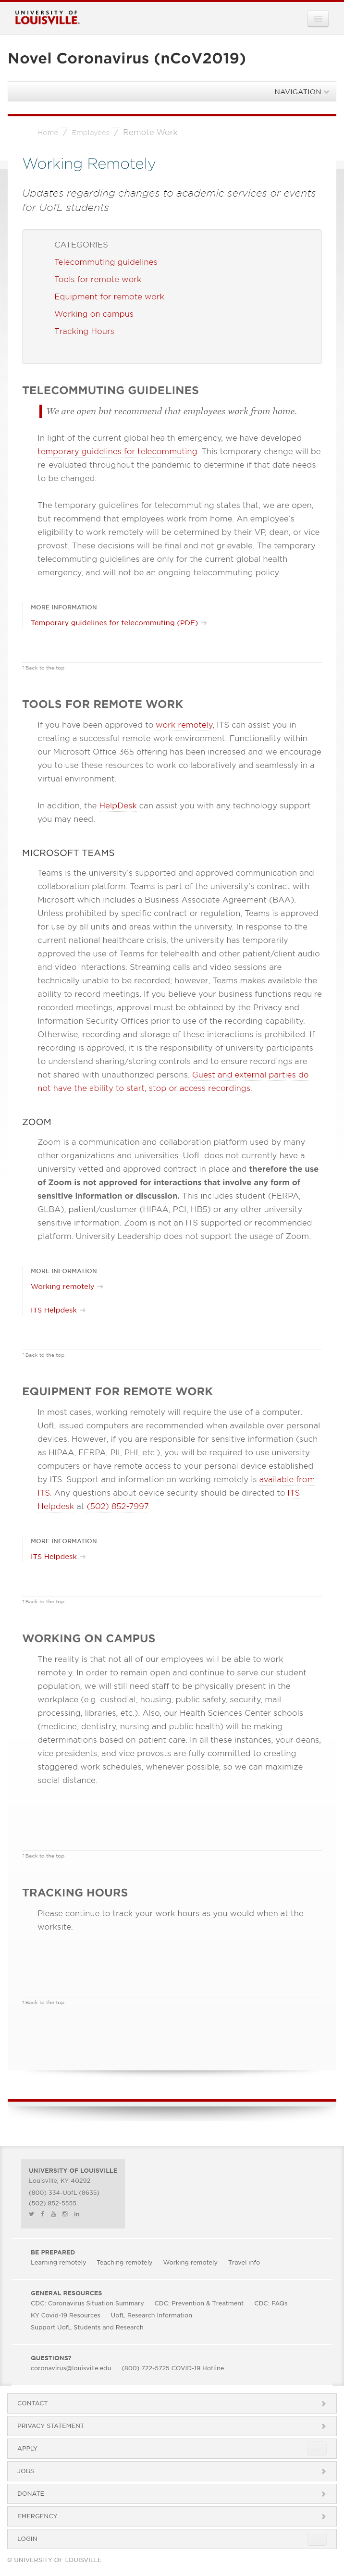 UNIVERSITY OF
LOUISVILLE.
Novel Coronavirus (nCoV2019)
NAVIGATION
Home / Employees / Remote Work
Working Remotely
Updates regarding changes to academic services or events
for UofL students
CATEGORIES
Telecommuting guidelines
Tools for remote work
Equipment for remote work
Working on campus
Tracking Hours
TELECOMMUTING GUIDELINES
We are open but recommend that employees work from home.
In light of the current global health emergency, we have developed
temporary guidelines for telecommuting. This temporary change will be
re-evaluated throughout the pandemic to determine if that date needs
to be changed.
The temporary guidelines for telecommuting states that, we are open,
but recommend that employees work from home. An employee's
eligibility to work remotely will be determined by their VP, dean, or vice
provost. These decisions will be final and not grievable. The temporary
telecommuting guidelines are only for the current global health
emergency, and will not be an ongoing telecommuting policy.
MORE INFORMATION
Temporary guidelines for telecommuting (PDF) →
↑ Back to the top
TOOLS FOR REMOTE WORK
If you have been approved to work remotely, ITS can assist you in
creating a successful remote work environment. Functionality within
our Microsoft Office 365 offering has been increased and we encourage
you to use these resources to work collaboratively and seamlessly in a
virtual environment.
In addition, the HelpDesk can assist you with any technology support
you may need.
MICROSOFT TEAMS
Teams is the university's supported and approved communication and
collaboration platform. Teams is part of the university's contract with
Microsoft which includes a Business Associate Agreement (BAA).
Unless prohibited by specific contract or regulation, Teams is approved
for use by all units and areas within the university. In response to the
current national healthcare crisis, the university has temporarily
approved the use of Teams for telehealth and other patient/client audio
and video interactions. Streaming calls and video sessions are
technically unable to be recorded; however, Teams makes available the
ability to record meetings. If you believe your business functions require
recorded meetings, approval must be obtained by the Privacy and
Information Security Offices prior to use of the recording capability.
Otherwise, recording and storage of these interactions is prohibited. If
recording is approved, it is the responsibility of university participants
to understand sharing/storing controls and to ensure recordings are
not shared with unauthorized persons. Guest and external parties do
not have the ability to start, stop or access recordings.
ZOOM
Zoom is a communication and collaboration platform used by many
other organizations and universities. UofL does not currently have a
university vetted and approved contract in place and therefore the use
of Zoom is not approved for interactions that involve any form of
sensitive information or discussion. This includes student (FERPA,
GLBA), patient/customer (HIPAA, PCI, HB5) or any other university
sensitive information. Zoom is not an ITS supported or recommended
platform. University Leadership does not support the usage of Zoom.
MORE INFORMATION
Working remotely →
ITS Helpdesk →
↑ Back to the top
EQUIPMENT FOR REMOTE WORK
In most cases, working remotely will require the use of a computer.
UofL issued computers are recommended when available over personal
devices. However, if you are responsible for sensitive information (such
as HIPAA, FERPA, PII, PHI, etc.), you will be required to use university
computers or have remote access to your personal device established
by ITS. Support and information on working remotely is available from
ITS. Any questions about device security should be directed to ITS
Helpdesk at (502) 852-7997.
MORE INFORMATION
ITS Helpdesk →
↑ Back to the top
WORKING ON CAMPUS
The reality is that not all of our employees will be able to work
remotely. In order to remain open and continue to serve our student
population, we will still need staff to be physically present in the
workplace (e.g. custodial, housing, public safety, security, mail
processing, libraries, etc.). Also, our Health Sciences Center schools
(medicine, dentistry, nursing and public health) will be making
determinations based on patient care. In all these instances, your deans,
vice presidents, and vice provosts are fully committed to creating
staggered work schedules, whenever possible, so we can maximize
social distance.
↑ Back to the top
TRACKING HOURS
Please continue to track your work hours as you would when at the
worksite.
↑ Back to the top
UNIVERSITY OF LOUISVILLE
Louisville, KY 40292
(800) 334-UofL (8635)
(502) 852-5555
BE PREPARED
Learning remotely Teaching remotely Working remotely Travel info
GENERAL RESOURCES
CDC: Coronavirus Situation Summary CDC: Prevention & Treatment CDC: FAQs
KY Covid-19 Resources UofL Research Information
Support UofL Students and Research
QUESTIONS?
coronavirus@louisville.edu (800) 722-5725 COVID-19 Hotline
CONTACT
PRIVACY STATEMENT
APPLY
JOBS
DONATE
EMERGENCY
LOGIN
© UNIVERSITY OF LOUISVILLE